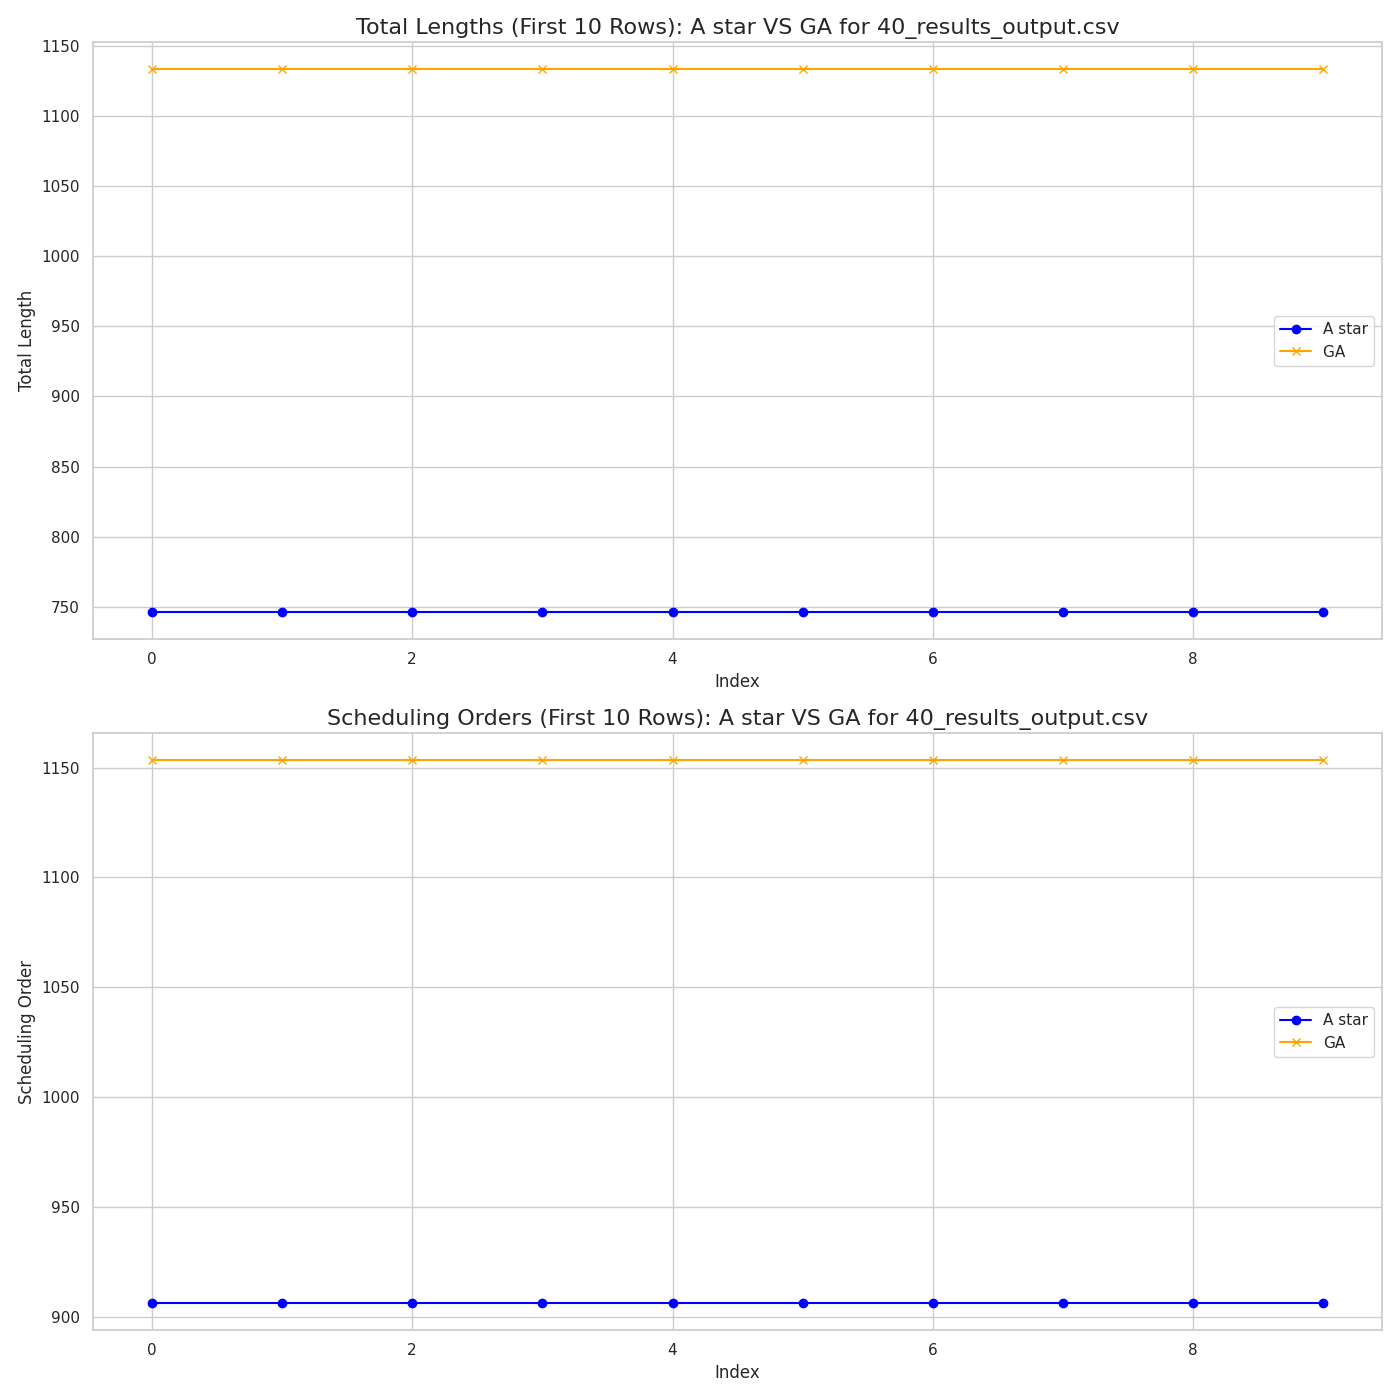 Total Lengths (First 10 Rows): A star VS GA for 40_results_output.csv
1150
1100
1050
1000
950
900
850
800
750
Total Length
A star
GA
0 2 4 6 8
Index
Scheduling Orders (First 10 Rows): A star VS GA for 40_results_output.csv
1150
1100
1050
1000
950
900
Scheduling Order
A star
GA
0 2 4 6 8
Index